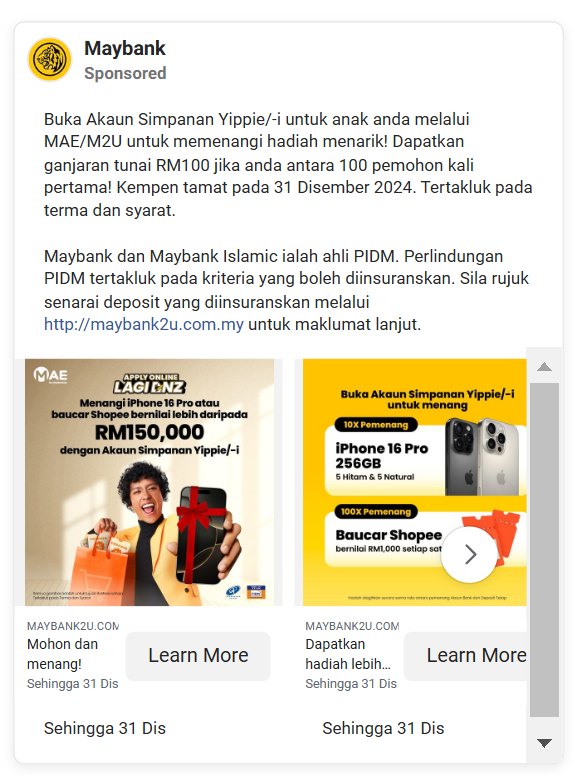 Maybank
Sponsored
Buka Akaun Simpanan Yippie/-i untuk anak anda melalui
MAE/M2U untuk memenangi hadiah menarik! Dapatkan
ganjaran tunai RM100 jika anda antara 100 pemohon kali
pertama! Kempen tamat pada 31 Disember 2024. Tertakluk pada
terma dan syarat.
Maybank dan Maybank Islamic ialah ahli PIDM. Perlindungan
PIDM tertakluk pada kriteria yang boleh diinsuranskan. Sila rujuk
senarai deposit yang diinsuranskan melalui
http://maybank2u.com.my untuk maklumat lanjut.
MAE
APPLY ONLINE
LAGI BNZ
Menangi iPhone 16 Pro atau
baucar Shopee bernilai lebih daripada
RM150,000
dengan Akaun Simpanan Yippie/-i
MAYBANK2U.COM
Mohon dan
menang!
Sehingga 31 Dis
Learn More
Sehingga 31 Dis
Buka Akaun Simpanan Yippie/-i
untuk menang
10X Pemenang
iPhone 16 Pro
256GB
5 Hitam & 5 Natural
100X Pemenang
Baucar Shopee
bernilai RM1,000 setiap sat
MAYBANK2U.COM
Dapatkan
hadiah lebih...
Sehingga 31 Dis
Learn More
Sehingga 31 Dis